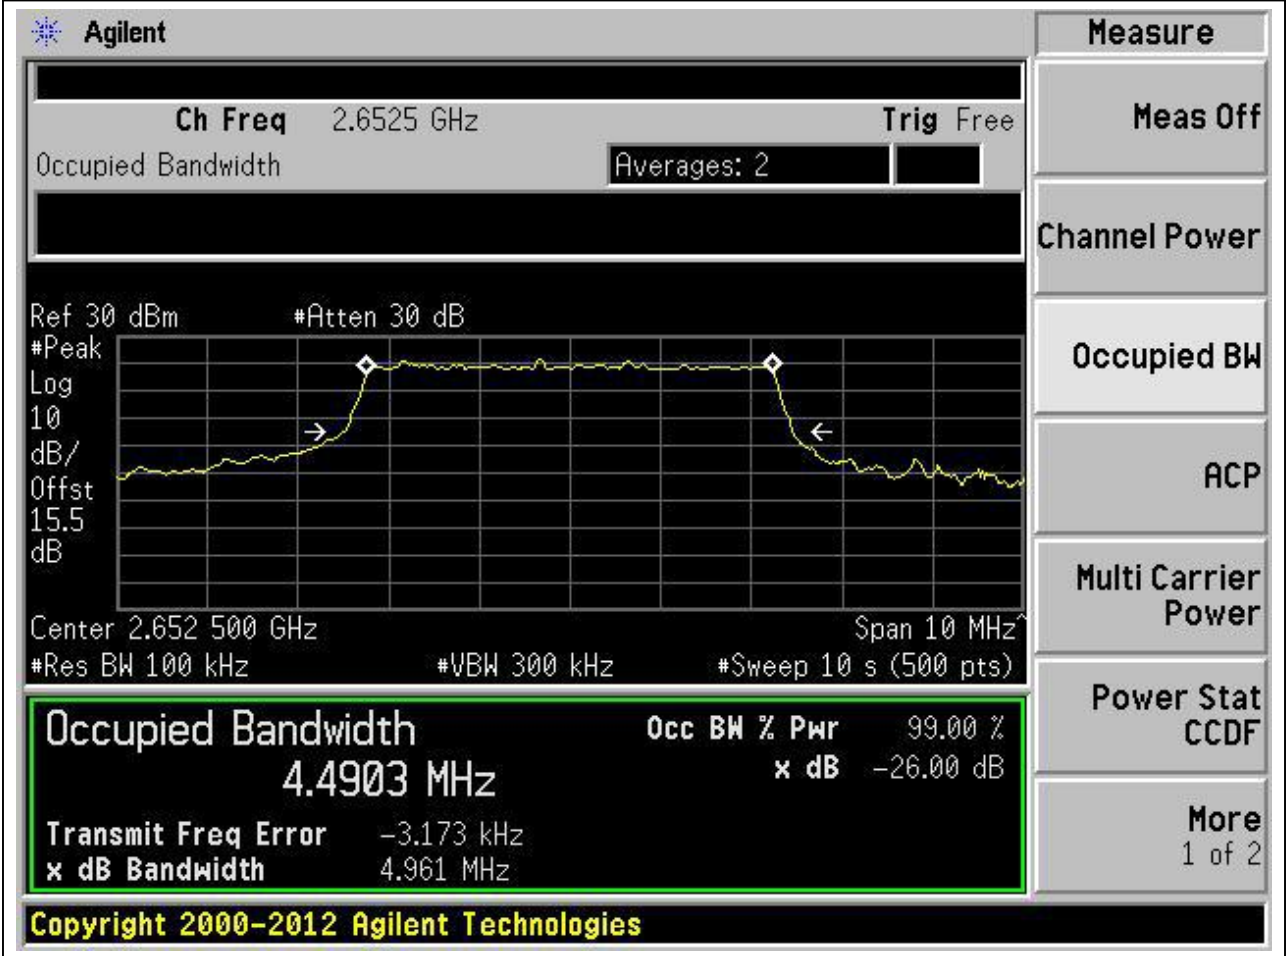 Agilent
Measure
Ch Freq 2.6525 GHz Trig Free
Occupied Bandwidth Averages: 2
Ref 30 dBm #Atten 30 dB
#Peak
Log
10
dB/
Offst
15.5
dB
Center 2.652 500 GHz Span 10 MHz^
#Res BW 100 kHz #VBW 300 kHz #Sweep 10 s (500 pts)
Occupied Bandwidth Occ BW % Pwr 99.00 %
4.4903 MHz x dB -26.00 dB
Transmit Freq Error -3.173 kHz
x dB Bandwidth 4.961 MHz
Meas Off
Channel Power
Occupied BW
ACP
Multi Carrier
Power
Power Stat
CCDF
More
1 of 2
Copyright 2000-2012 Agilent Technologies